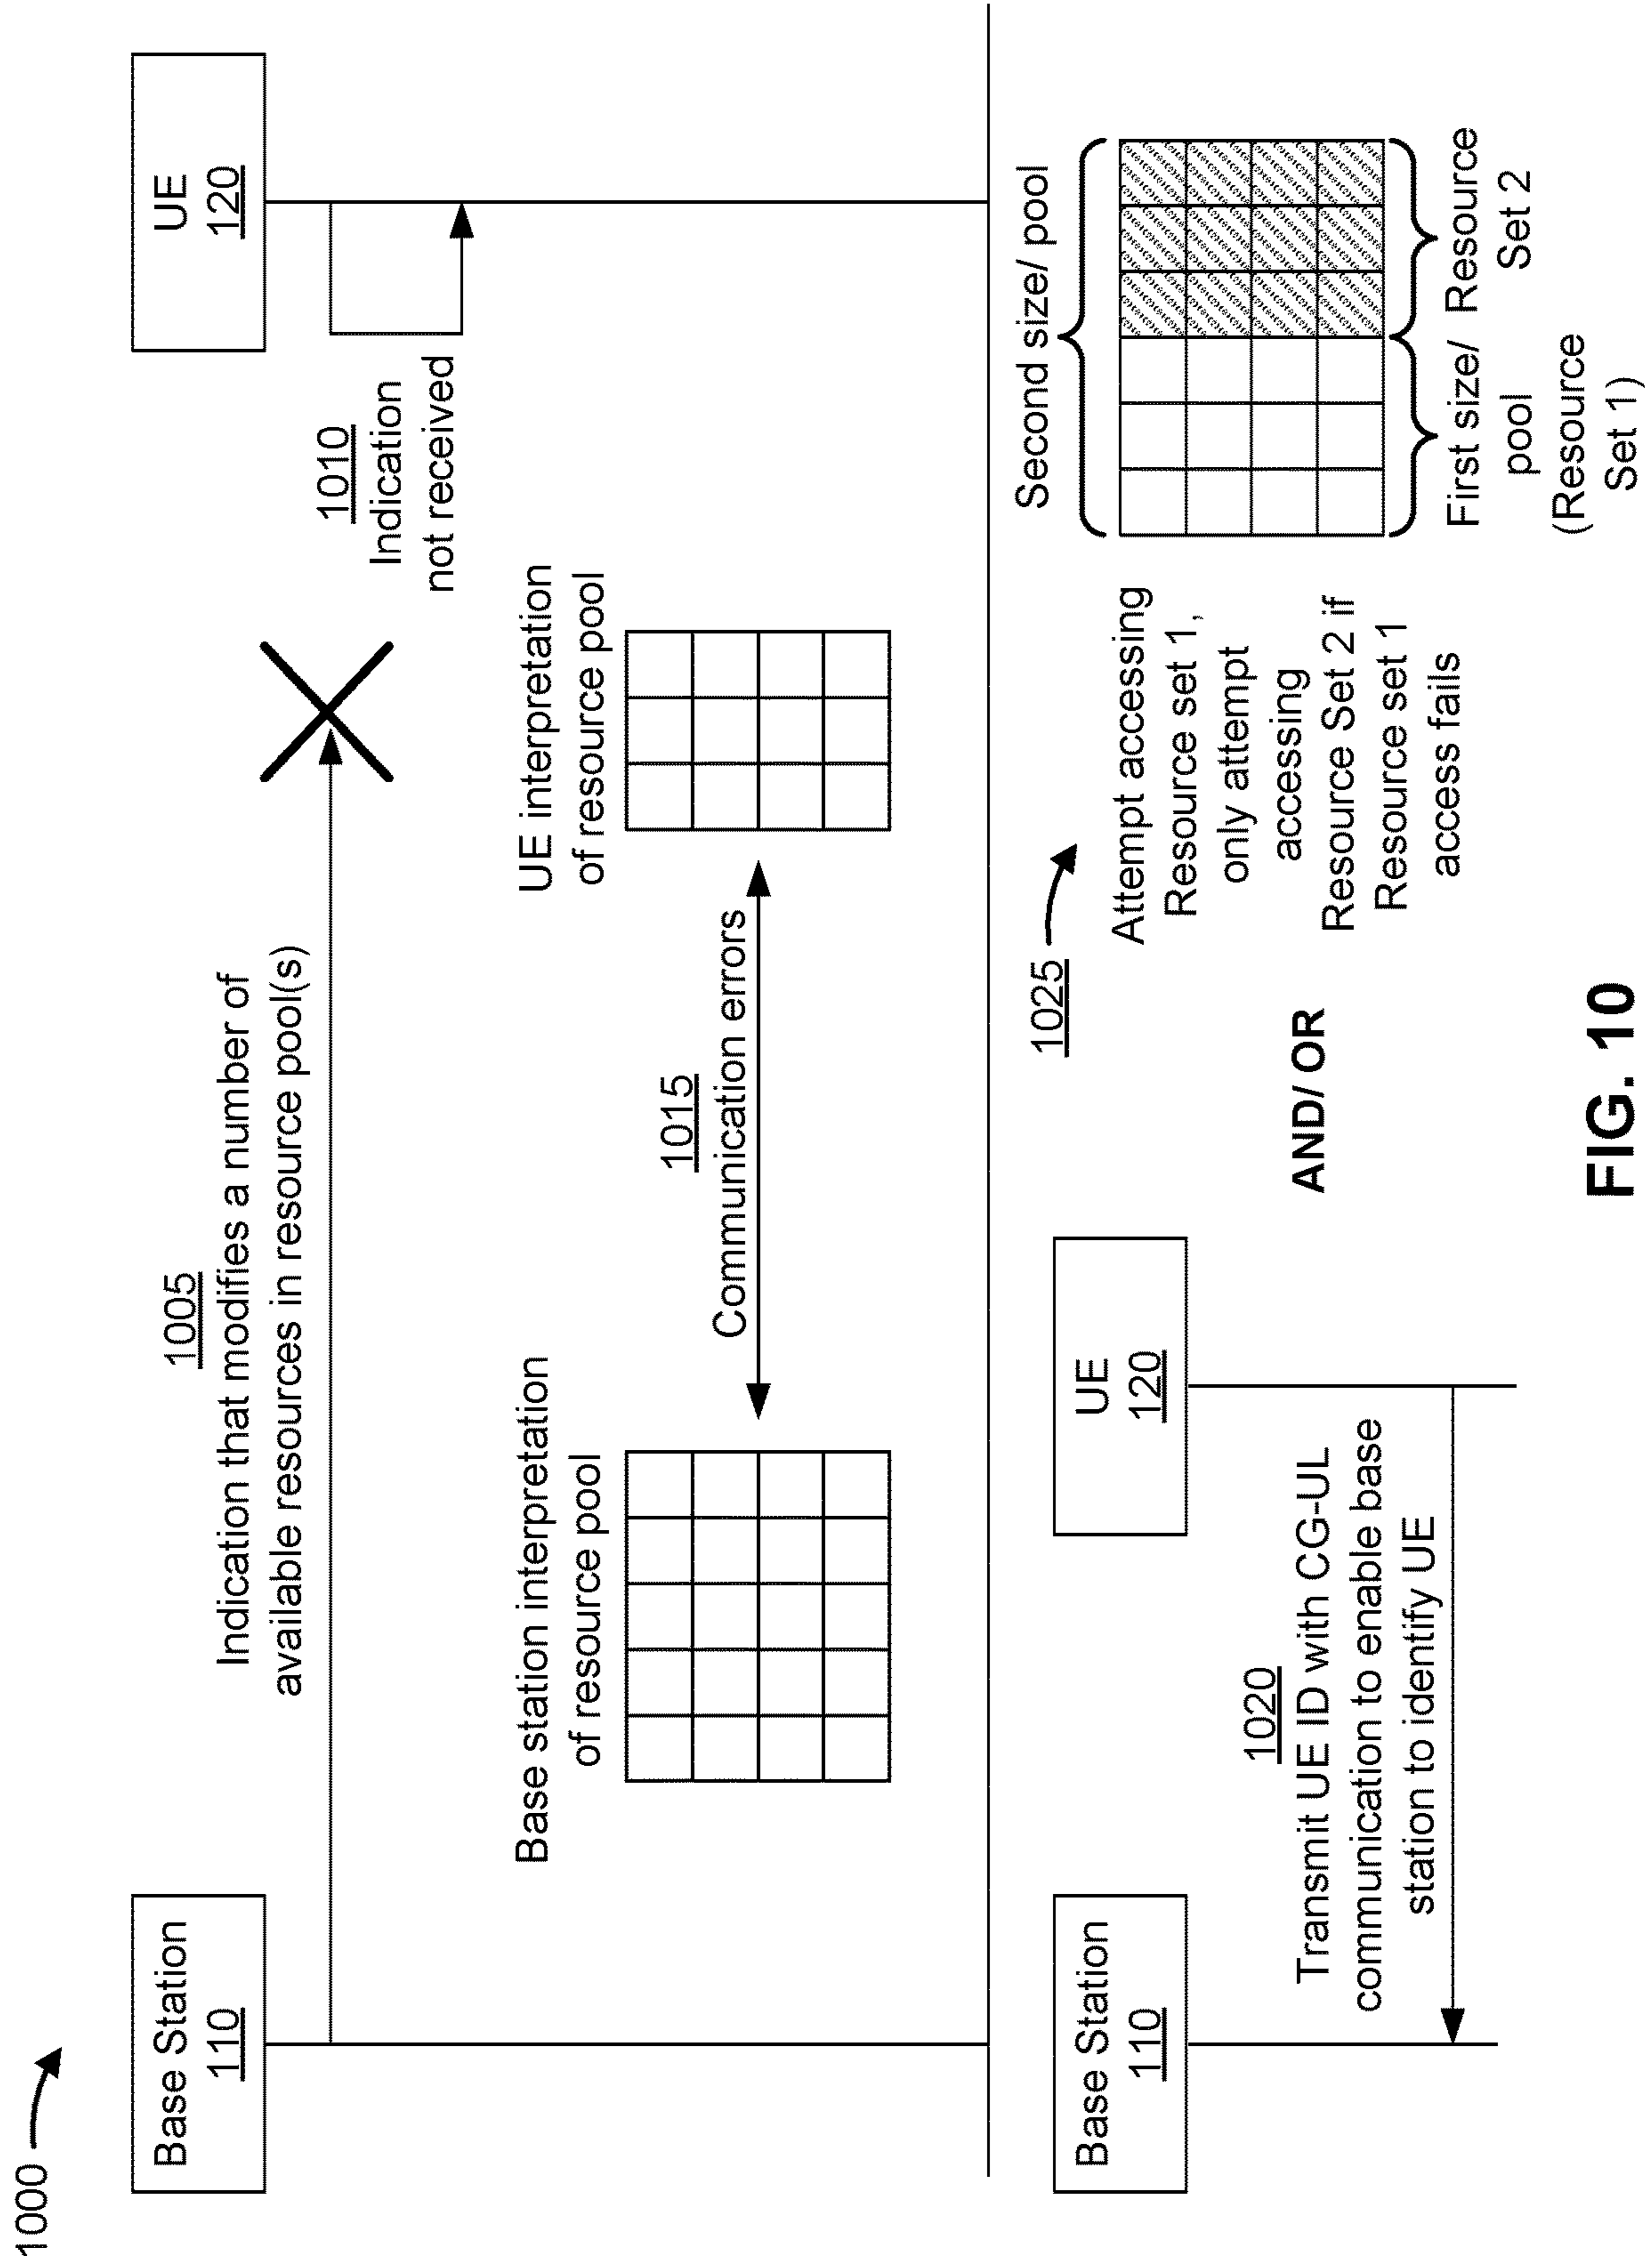 1000
Base Station
110
UE
120
1005
Indication that modifies a number of
available resources in resource pool(s)
1010
Indication
not received
Base station interpretation
of resource pool
UE interpretation
of resource pool
1015
Communication errors
Base Station
110
UE
120
1020
Transmit UE ID with CG-UL
communication to enable base
station to identify UE
AND/ OR
1025
Attempt accessing
Resource set 1,
only attempt
accessing
Resource Set 2 if
Resource set 1
access fails
Second size/ pool
First size/
pool
(Resource
Set 1)
Resource
Set 2
FIG. 10